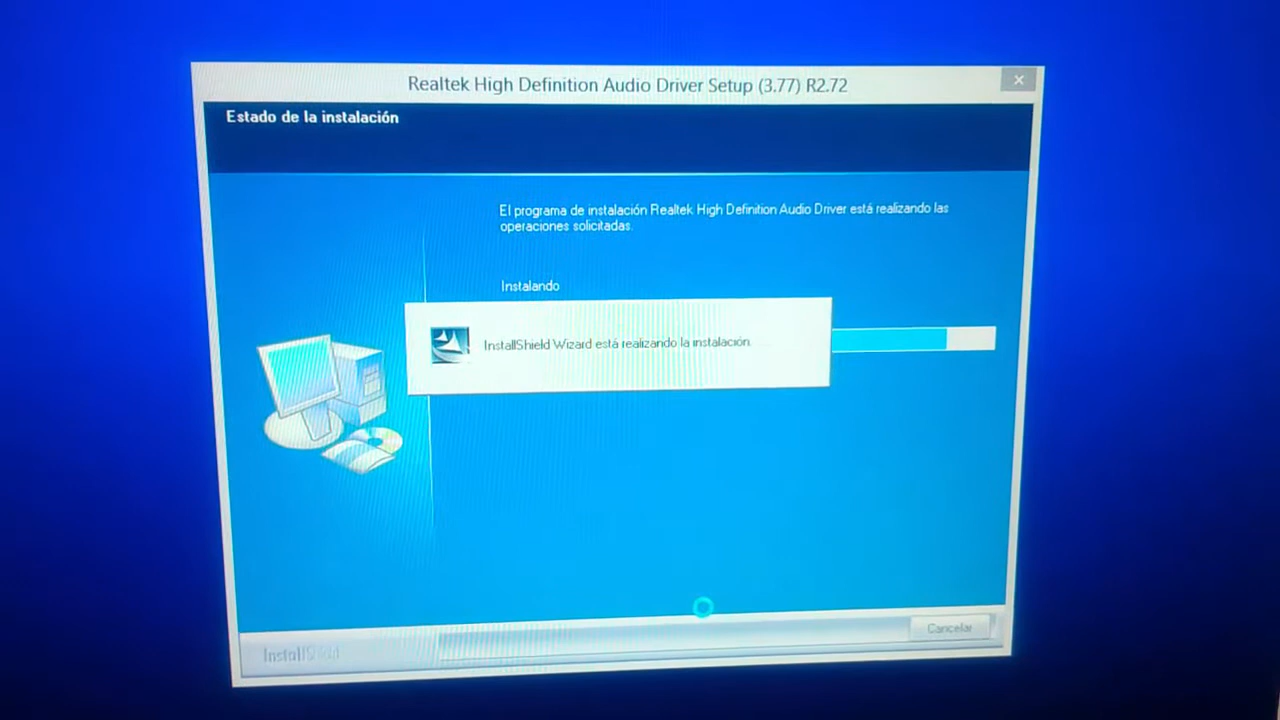 Realtek High Definition Audio Driver Setup (3.77) R2.72
Estado de la instalación
El programa de instalación Realtek High Definition Audio Driver está realizando las
operaciones solicitadas.
Instalando
InstallShield Wizard está realizando la instalación.
InstallShield
Cancelar